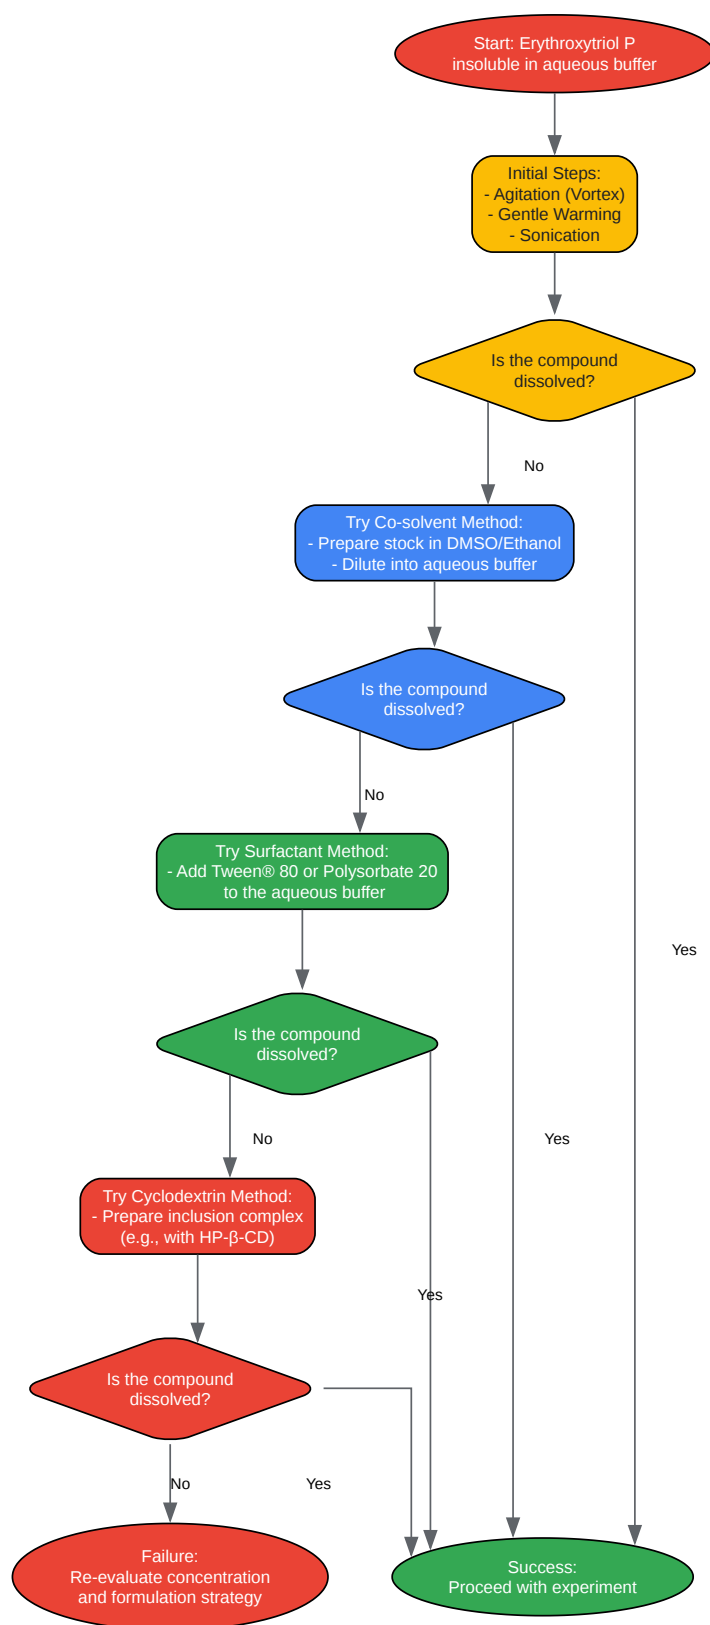 Start: Erythroxytriol P
insoluble in aqueous buffer
Initial Steps:
- Agitation (Vortex)
- Gentle Warming
- Sonication
Is the compound
dissolved?
No
Try Co-solvent Method:
- Prepare stock in DMSO/Ethanol
- Dilute into aqueous buffer
Is the compound
dissolved?
No
Try Surfactant Method:
- Add Tween® 80 or Polysorbate 20
to the aqueous buffer
Yes
Is the compound
dissolved?
No
Yes
Try Cyclodextrin Method:
- Prepare inclusion complex
(e.g., with HP-β-CD)
Yes
Is the compound
dissolved?
No
Yes
Failure:
Re-evaluate concentration
and formulation strategy
Success:
Proceed with experiment